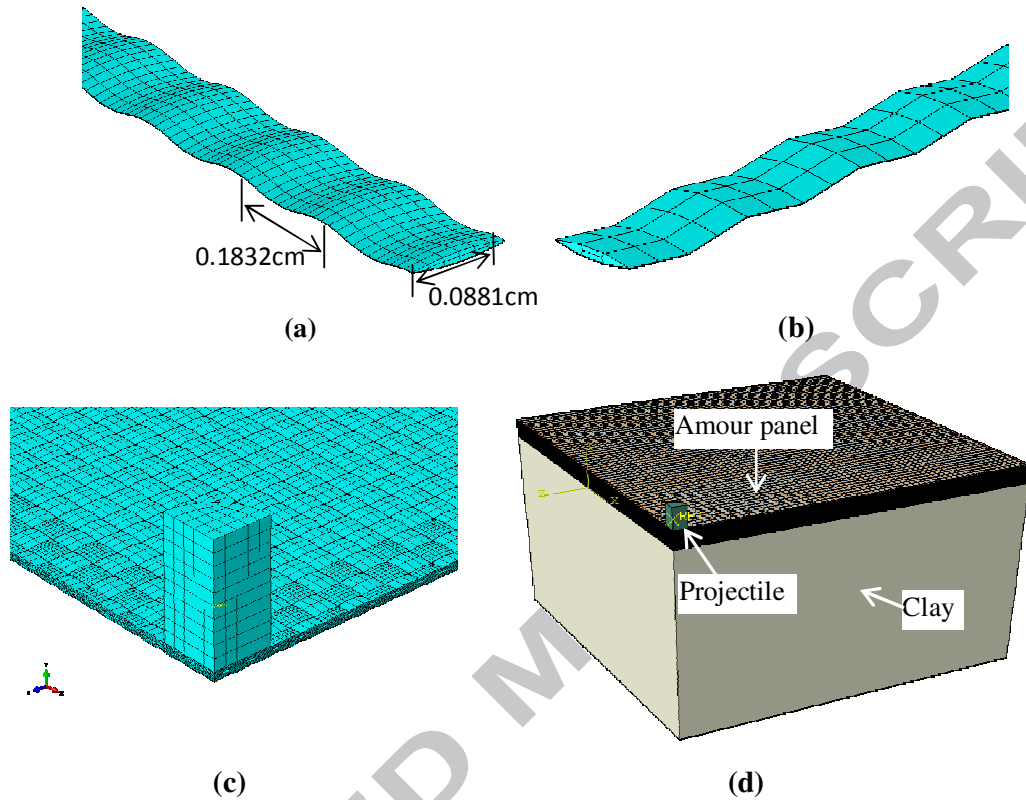 0.1832cm
0.0881cm
(a)
(b)
Amour panel
Projectile
Clay
(c)
(d)